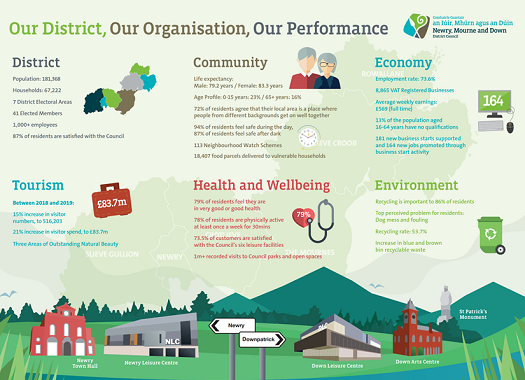 Our District, Our Organisation, Our Performance
Comhairle Ceantair
an Iúir, Mhúrn agus an Dúin
Newry, Mourne and Down
District Council
District
Population: 181,368
Households: 67,222
7 District Electoral Areas
41 Elected Members
1,000+ employees
87% of residents are satisfied with the Council
Community
Life expectancy:
Male: 79.2 years / Female: 83.3 years
Age Profile: 0-15 years: 23% / 65+ years: 16%
72% of residents agree that their local area is a place where
people from different backgrounds get on well together
94% of residents feel safe during the day,
87% of residents feel safe after dark
113 Neighbourhood Watch Schemes
18,407 food parcels delivered to vulnerable households
Economy
Employment rate: 73.6%
8,865 VAT Registered Businesses
Average weekly earnings:
£569 (full time)
13% of the population aged
16-64 years have no qualifications
181 new business starts supported
and 164 new jobs promoted through
business start activity
164
Tourism
Between 2018 and 2019:
15% increase in visitor
numbers, to 516,203
21% increase in visitor spend, to £83.7m
Three Areas of Outstanding Natural Beauty
£83.7m
Health and Wellbeing
79% of residents feel they are
in very good or good health
78% of residents are physically active
at least once a week for 30mins
73.5% of customers are satisfied
with the Council's six leisure facilities
1m+ recorded visits to Council parks and open spaces
79%
Environment
Recycling is important to 86% of residents
Top perceived problem for residents:
Dog mess and fouling
Recycling rate: 53.7%
Increase in blue and brown
bin recyclable waste
SLIEVE CROOB
SLIEVE GULLION
NEWRY
NLC
Newry
Downpatrick
St Patrick's
Monument
Newry
Town Hall
Newry Leisure Centre
Down Leisure Centre
Down Arts Centre